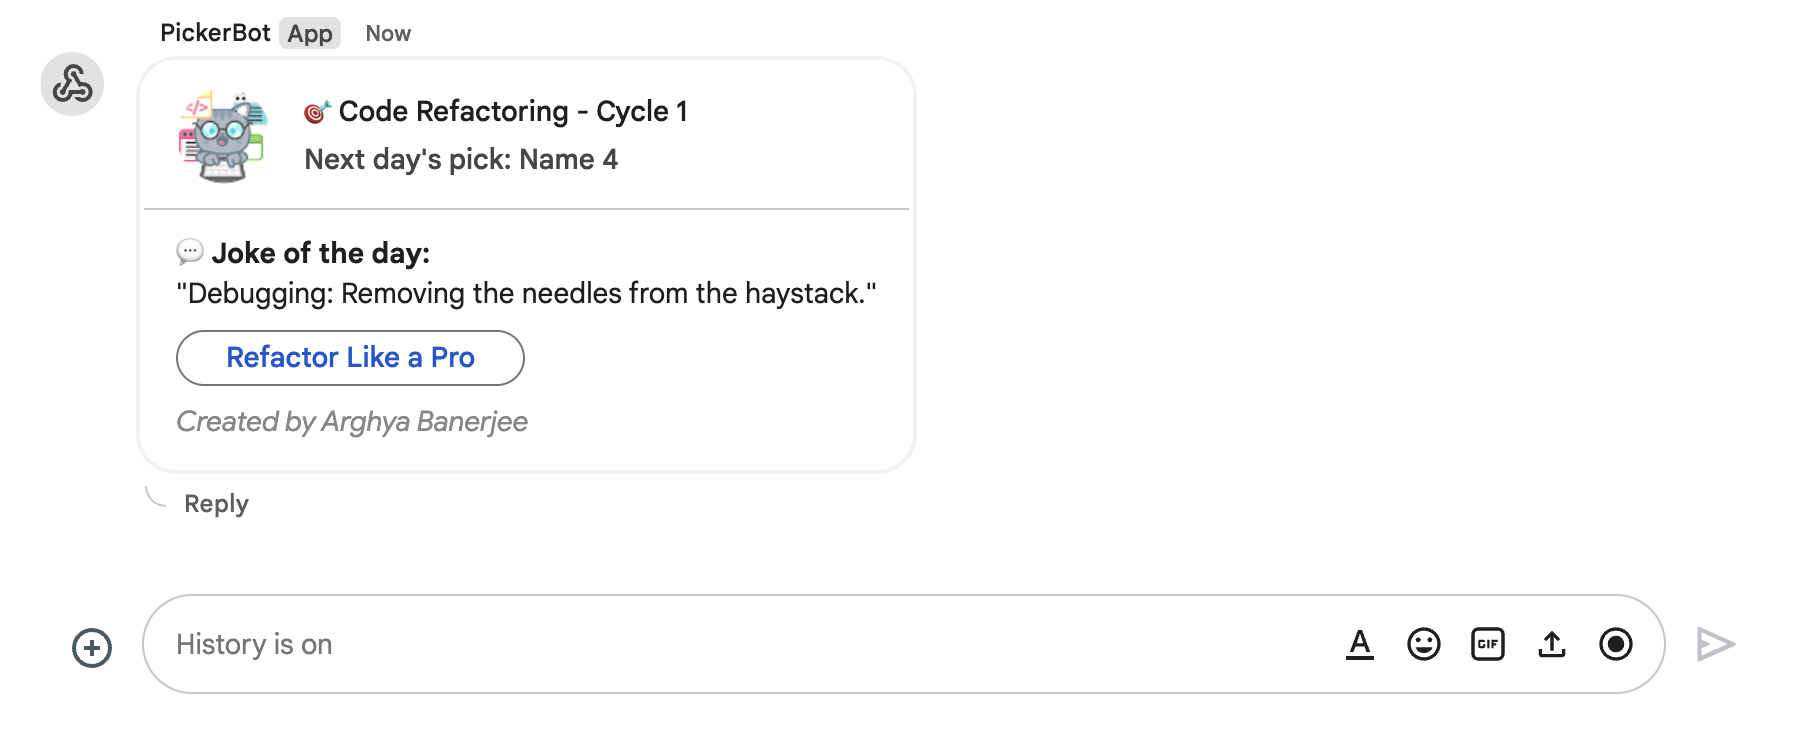 PickerBot App Now
🎯 Code Refactoring - Cycle 1
Next day's pick: Name 4
💬 Joke of the day:
"Debugging: Removing the needles from the haystack."
Refactor Like a Pro
Created by Arghya Banerjee
Reply
History is on
A
GIF